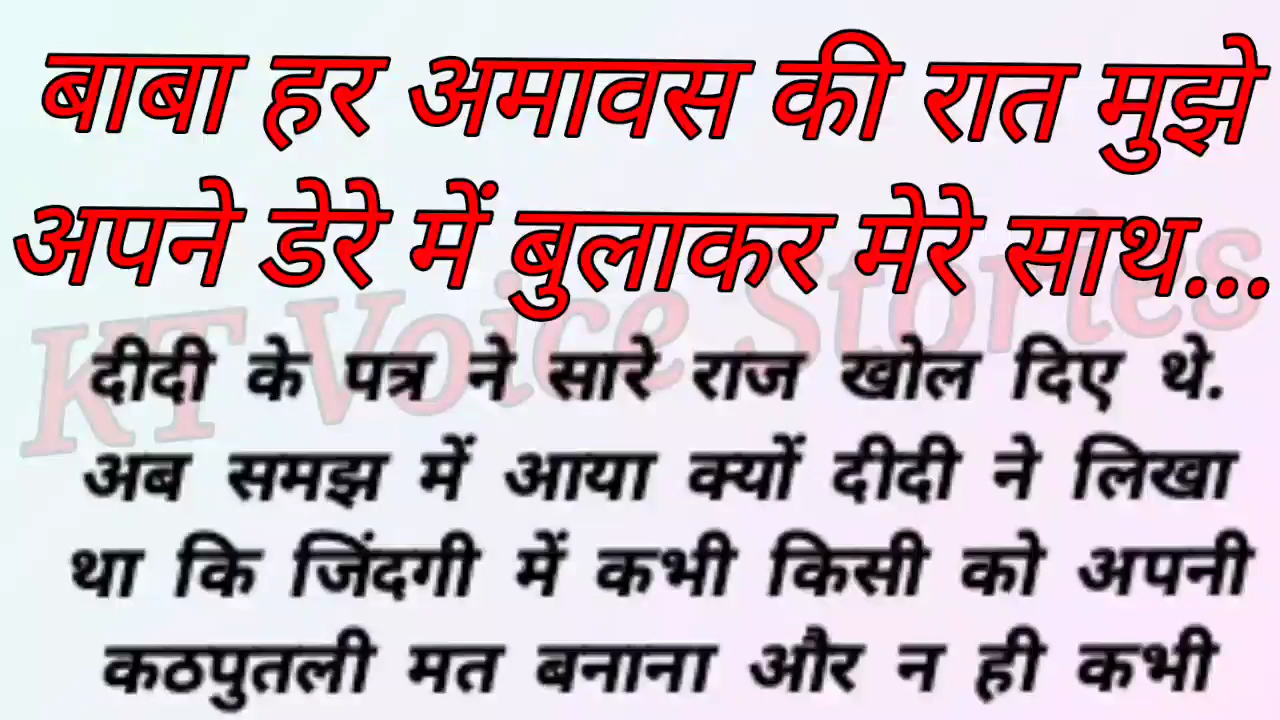 बाबा हर अमावस की रात मुझे
अपने डेरे में बुलाकर मेरे साथ...
KT Voice Stories
दीदी के पत्र ने सारे राज खोल दिए थे.
अब समझ में आया क्यों दीदी ने लिखा
था कि जिंदगी में कभी किसी को अपनी
कठपुतली मत बनाना और न ही कभी